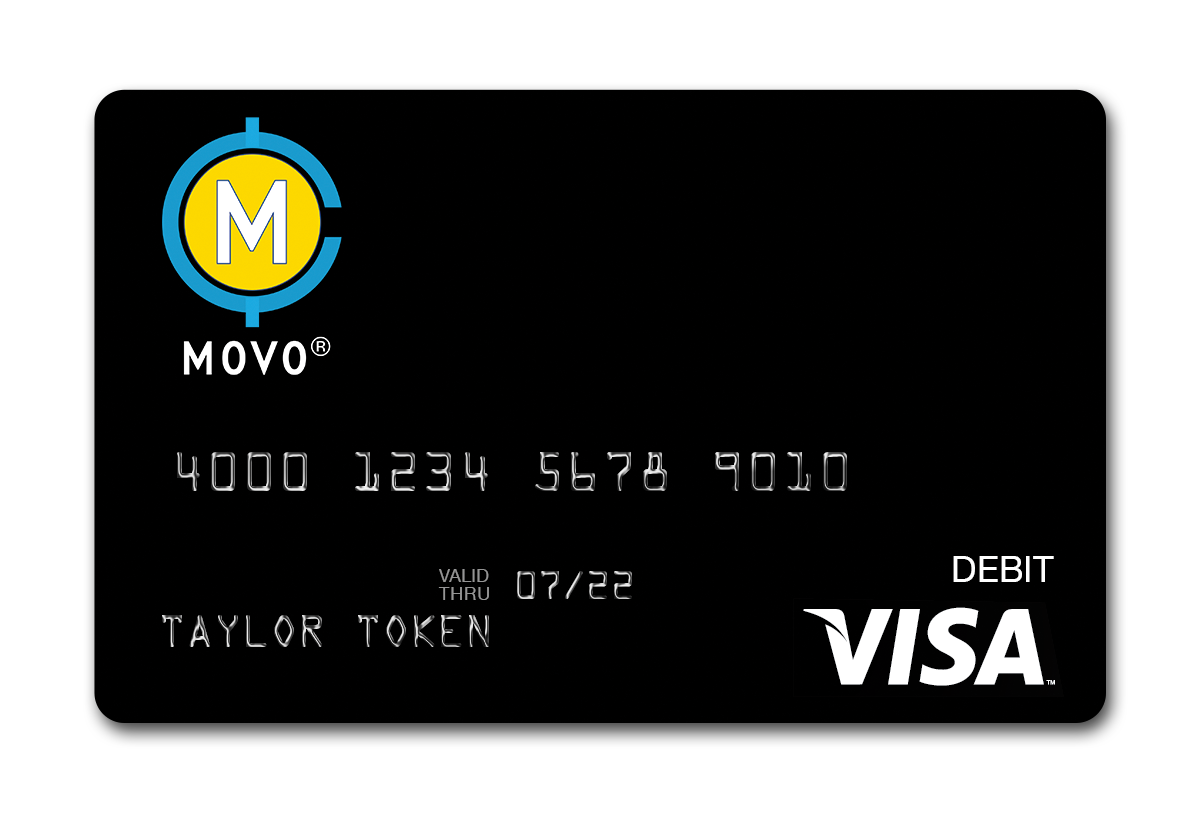 M
MOVO®
4000 1234 5678 9010
VALID
THRU 07/22
TAYLOR TOKEN
DEBIT
VISA™